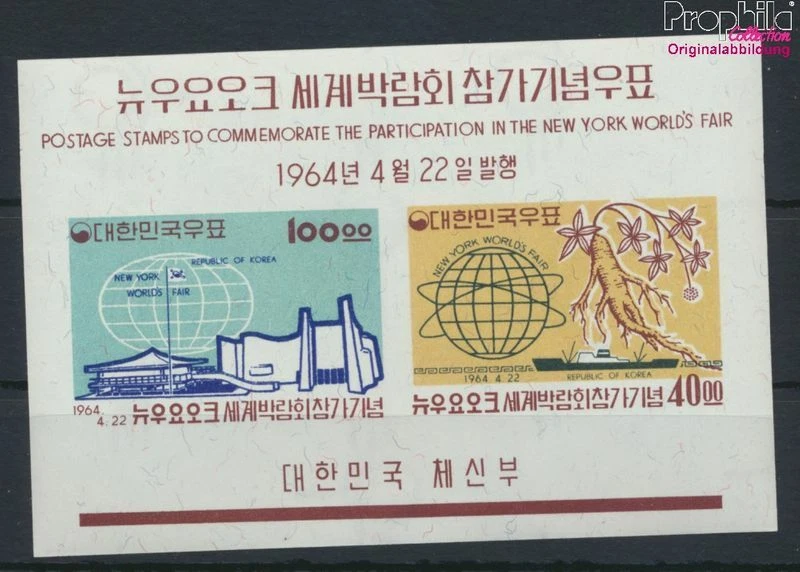 Prophila
Collection
Originalabbildung
뉴우요오크 세계박람회 참가기념우표
POSTAGE STAMPS TO COMMEMORATE THE PARTICIPATION IN THE NEW YORK WORLD'S FAIR
1964년 4월 22일 발행
대한민국우표 100.00
REPUBLIC OF KOREA
NEW YORK
WORLD'S FAIR
1964.
4.22
뉴우요오크 세계박람회참가기념
대한민국우표
NEW YORK WORLD'S FAIR
1964 4.22
REPUBLIC OF KOREA
뉴우요오크 세계박람회참가기념 40.00
대한민국 체신부